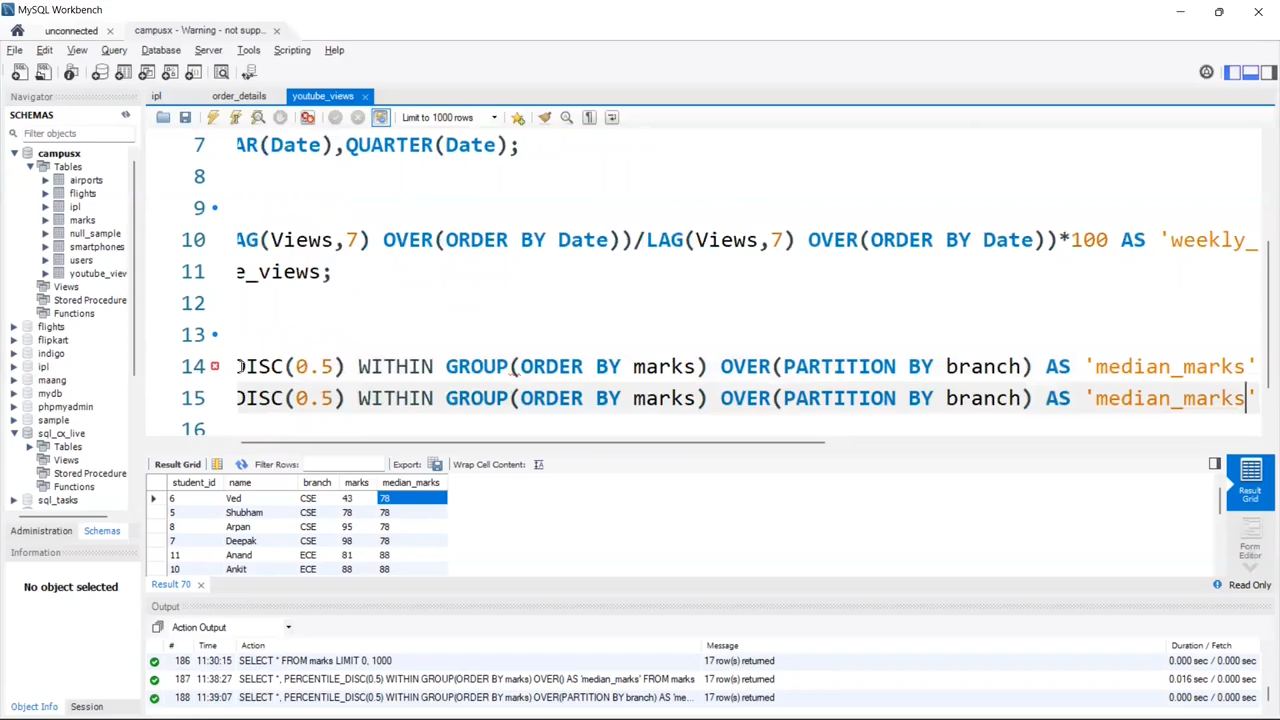 MySQL Workbench
unconnected
campusx - Warning - not supp...
File Edit View Query Database Server Tools Scripting Help
Navigator
ipl
order_details
youtube_views
SCHEMAS
Filter objects
Limit to 1000 rows
campusx
Tables
airports
flights
ipl
marks
null_sample
smartphones
users
youtube_view
Views
Stored Procedure
Functions
flights
flipkart
indigo
ipl
maang
mydb
phpmyadmin
sample
sql_cx_live
Tables
Views
Stored Procedure
Functions
sql_tasks
7 AR(Date),QUARTER(Date);
8
9
10 AG(Views,7) OVER(ORDER BY Date))/LAG(Views,7) OVER(ORDER BY Date))*100 AS 'weekly_
11 e_views;
12
13
14 DISC(0.5) WITHIN GROUP(ORDER BY marks) OVER(PARTITION BY branch) AS 'median_marks'
15 DISC(0.5) WITHIN GROUP(ORDER BY marks) OVER(PARTITION BY branch) AS 'median_marks'
16
Result Grid Filter Rows: Export: Wrap Cell Content:
student_id name branch marks median_marks
6 Ved CSE 43 78
5 Shubham CSE 78 78
8 Arpan CSE 95 78
7 Deepak CSE 98 78
11 Anand ECE 81 88
10 Ankit ECE 88 88
Result Grid
Form Editor
Administration Schemas
Information
No object selected
Result 70
Read Only
Output
Action Output
# Time Action Message Duration / Fetch
186 11:30:15 SELECT * FROM marks LIMIT 0, 1000 17 row(s) returned 0.000 sec / 0.000 sec
187 11:38:27 SELECT *, PERCENTILE_DISC(0.5) WITHIN GROUP(ORDER BY marks) OVER() AS 'median_marks' FROM marks 17 row(s) returned 0.016 sec / 0.000 sec
188 11:39:07 SELECT *, PERCENTILE_DISC(0.5) WITHIN GROUP(ORDER BY marks) OVER(PARTITION BY branch) AS 'me... 17 row(s) returned 0.000 sec / 0.000 sec
Object Info Session